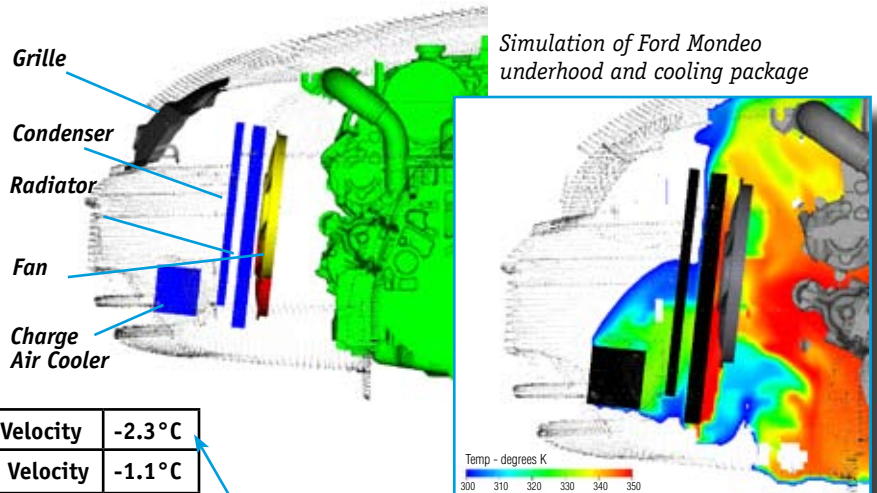 Simulation of Ford Mondeo
underhood and cooling package
Grille
Condenser
Radiator
Fan
Charge
Air Cooler
Velocity -2.3°C
Velocity -1.1°C
Temp - degrees K
300 310 320 330 340 350